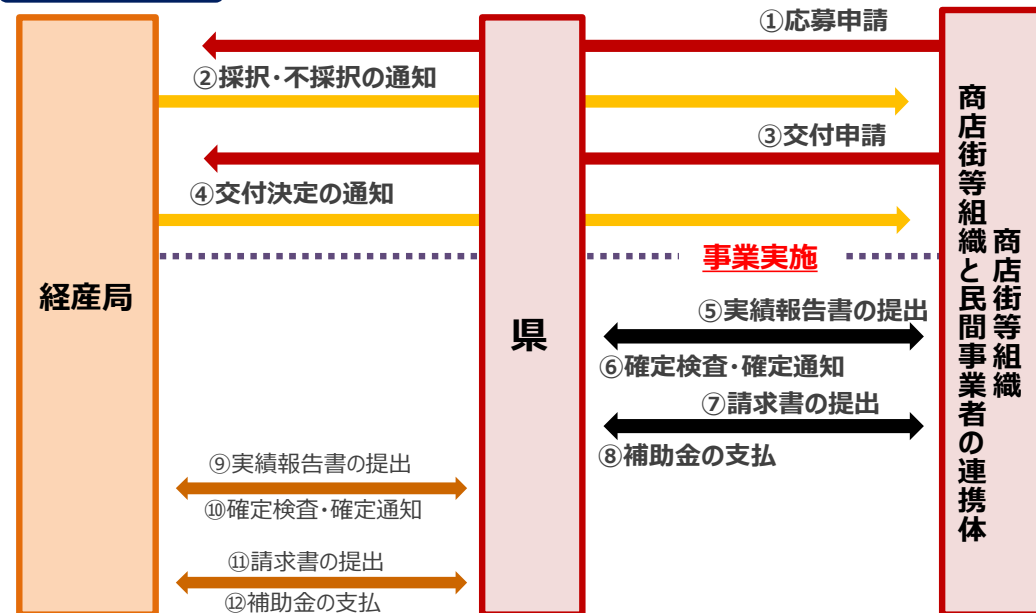 ①応募申請
②採択・不採択の通知
③交付申請
④交付決定の通知
事業実施
経産局
県
商店街等組織
商店街等組織と民間事業者の連携体
⑤実績報告書の提出
⑥確定検査・確定通知
⑦請求書の提出
⑧補助金の支払
⑨実績報告書の提出
⑩確定検査・確定通知
⑪請求書の提出
⑫補助金の支払